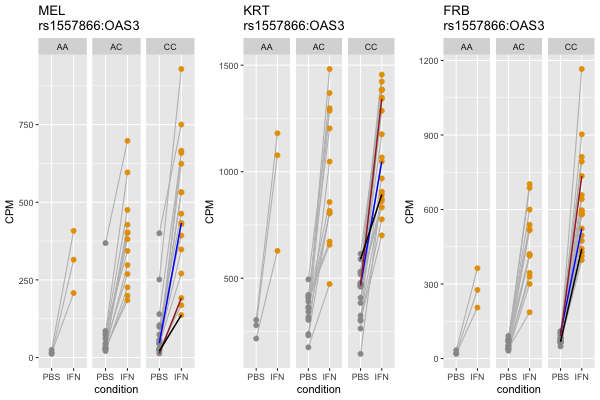 MEL
rs1557866:OAS3
AA AC CC
CPM
750
500
250
0
PBS IFN PBS IFN PBS IFN
condition
KRT
rs1557866:OAS3
AA AC CC
CPM
1500
1000
500
PBS IFN PBS IFN PBS IFN
condition
FRB
rs1557866:OAS3
AA AC CC
CPM
1200
900
600
300
0
PBS IFN PBS IFN PBS IFN
condition